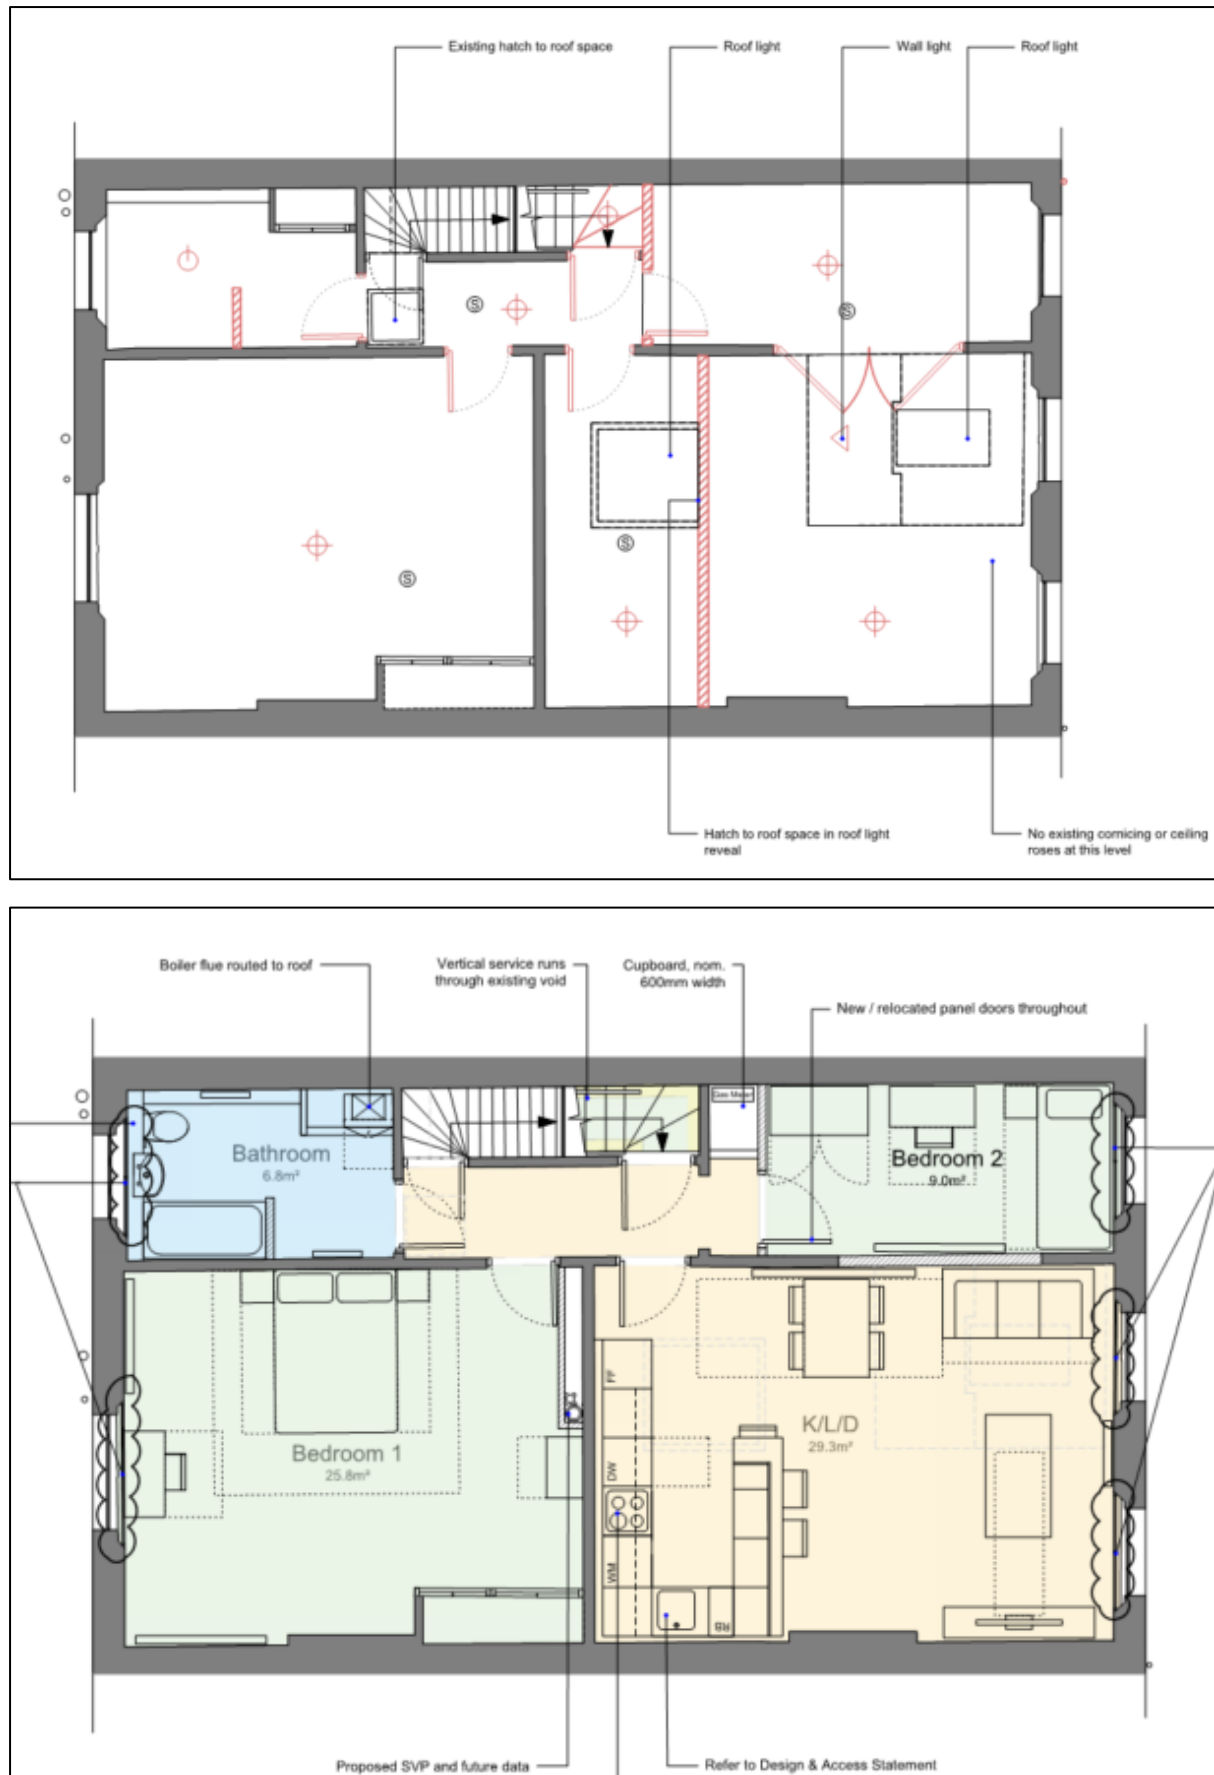 Existing hatch to roof space
Roof light
Wall light
Roof light
S
S
S
S
Hatch to roof space in roof light
reveal
No existing cornicing or ceiling
roses at this level
Boiler flue routed to roof
Vertical service runs
through existing void
Cupboard, nom.
600mm width
New / relocated panel doors throughout
Gas Meter
Bathroom
6.8m²
Bedroom 2
9.0m²
FF
K/L/D
29.3m²
Bedroom 1
25.8m²
DW
WM
RB
Proposed SVP and future data
Refer to Design & Access Statement